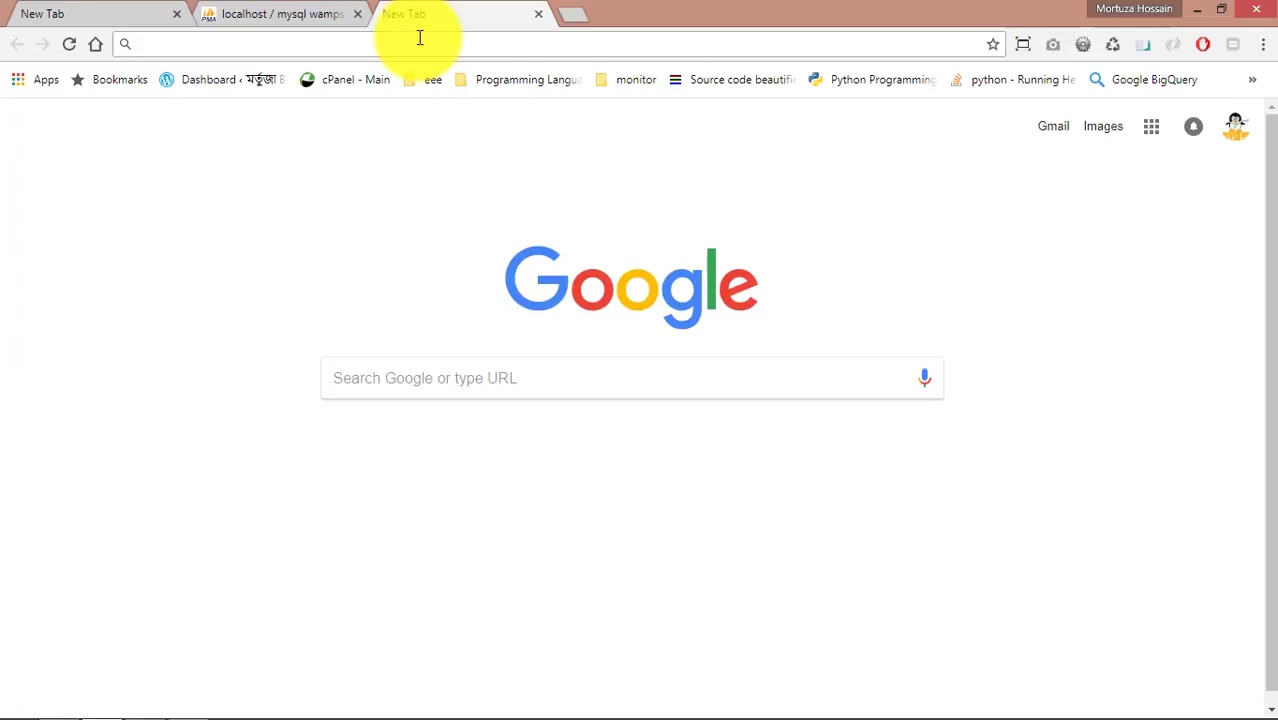 New Tab
localhost / mysql wamps
New Tab
Mortuza Hossain
Apps
Bookmarks
Dashboard ‹ মর্তুজা B
cPanel - Main
eee
Programming Langua
monitor
Source code beautifi
Python Programming
python - Running He
Google BigQuery
»
Gmail
Images
Google
Search Google or type URL